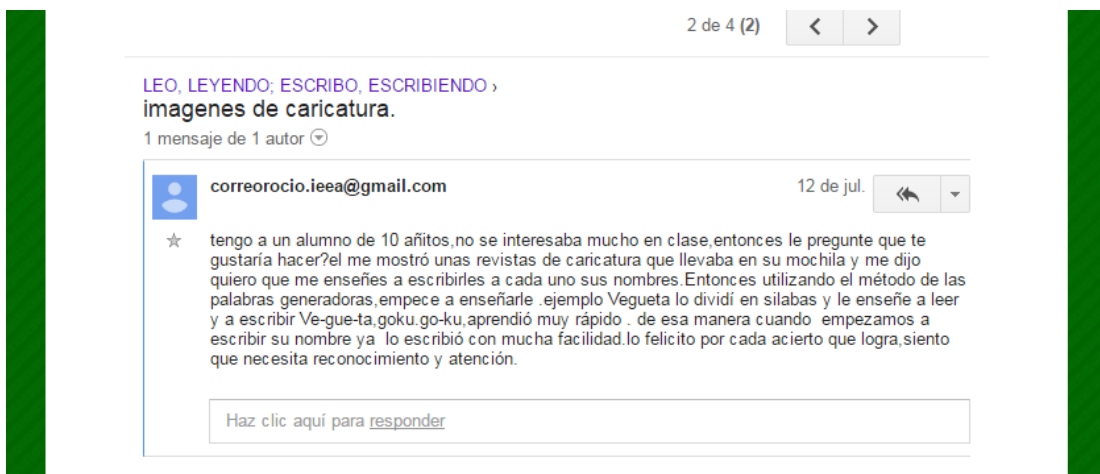 2 de 4 (2)
LEO, LEYENDO; ESCRIBO, ESCRIBIENDO ›
imagenes de caricatura.
1 mensaje de 1 autor
correorocio.ieea@gmail.com 12 de jul.
tengo a un alumno de 10 añitos,no se interesaba mucho en clase,entonces le pregunte que te
gustaría hacer?el me mostró unas revistas de caricatura que llevaba en su mochila y me dijo
quiero que me enseñes a escribirles a cada uno sus nombres.Entonces utilizando el método de las
palabras generadoras,empece a enseñarle .ejemplo Vegueta lo dividí en silabas y le enseñe a leer
y a escribir Ve-gue-ta,goku.go-ku,aprendió muy rápido . de esa manera cuando  empezamos a
escribir su nombre ya  lo escribió con mucha facilidad.lo felicito por cada acierto que logra,siento
que necesita reconocimiento y atención.
Haz clic aquí para responder